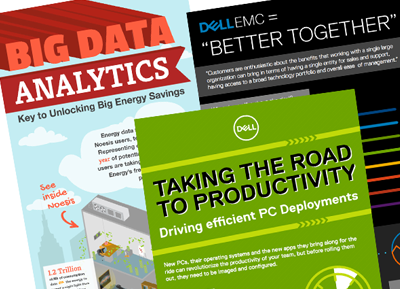 BIG DATA
ANALYTICS
Key to Unlocking Big Energy Savings
Energy data
Noesis users, to
Representing
year of potentia
users are taking
Energy's fre
See
inside
Noesis
1.2 Trillion
DELL EMC =
"BETTER TOGETHER"
"Customers are enthusiastic about the benefits that working with a single large
organization can bring in terms of having a single entity for sales and support,
having access to a broad technology portfolio and overall ease of management."
DELL
TAKING THE ROAD
TO PRODUCTIVITY
Driving efficient PC Deployments
New PCs, their operating systems and the new apps they bring along for the
ride can revolutionize the productivity of your team, but before rolling them
out, they need to be imaged and configured.